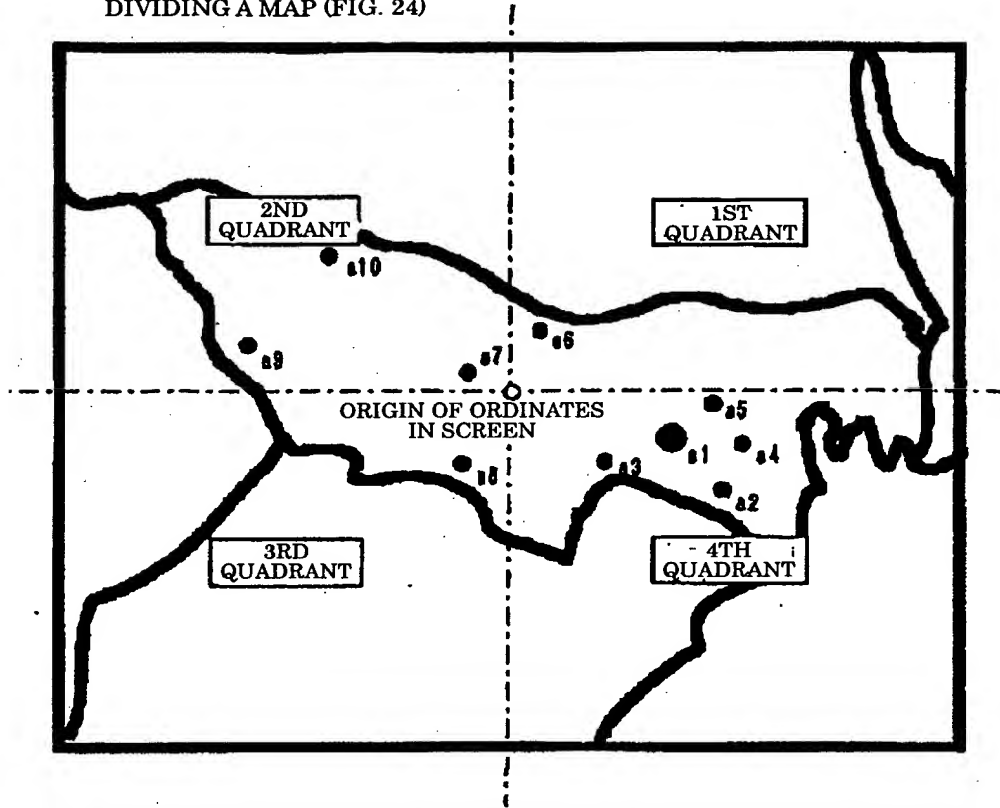 DIVIDING A MAP (FIG. 24)
2ND
QUADRANT
1ST
QUADRANT
a10
a6
a9
a7
ORIGIN OF ORDINATES
IN SCREEN
a5
a1
a4
a8
a3
a2
3RD
QUADRANT
4TH
QUADRANT